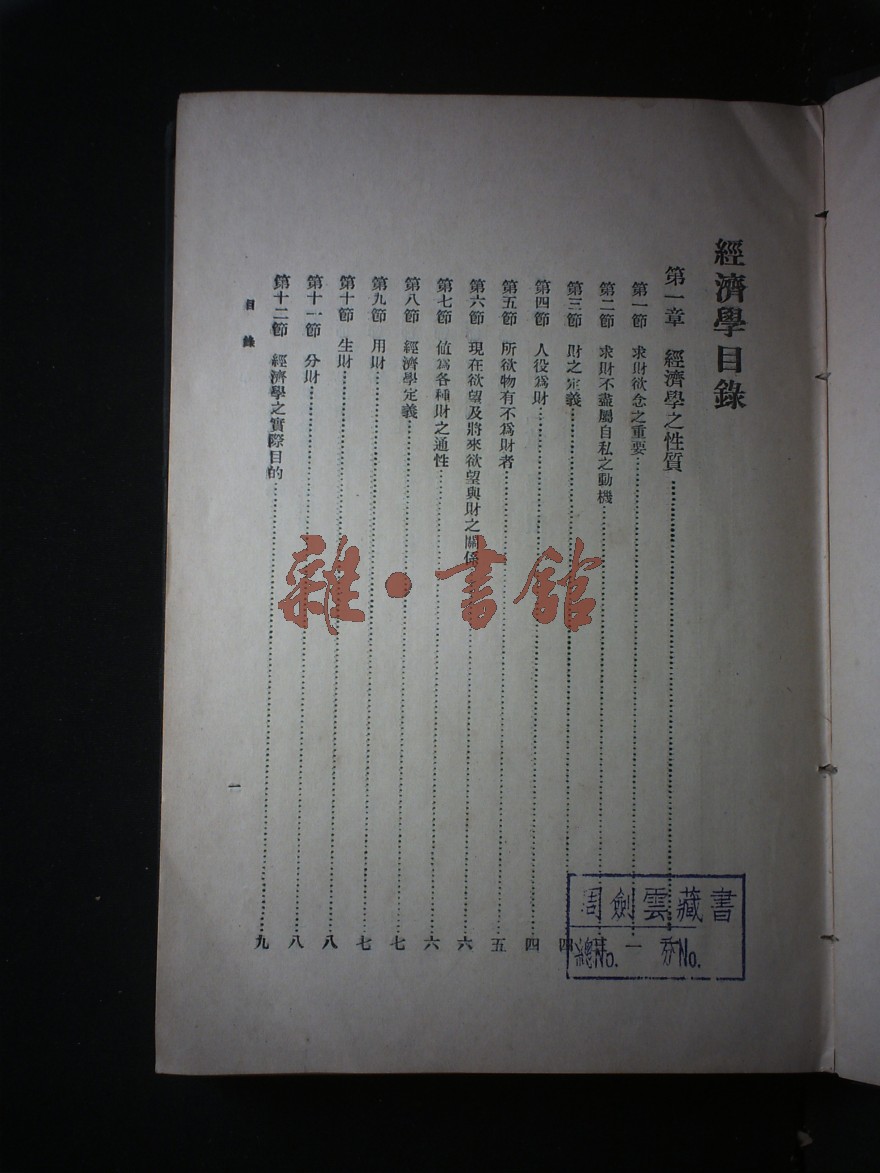 經濟學目錄
第一章 經濟學之性質
第一節 求財欲念之重要 一
第二節 求財不盡屬自私之動機
第三節 財之定義 四
第四節 人役爲財 四
第五節 所欲物有不爲財者 五
第六節 現在欲望及將來欲望與財之關係 六
第七節 値爲各種財之通性 六
第八節 經濟學定義 七
第九節 用財 七
第十節 生財 八
第十一節 分財 八
第十二節 經濟學之實際目的 九
目錄
一
雜·書館
周劍雲藏書
總No. 分No.